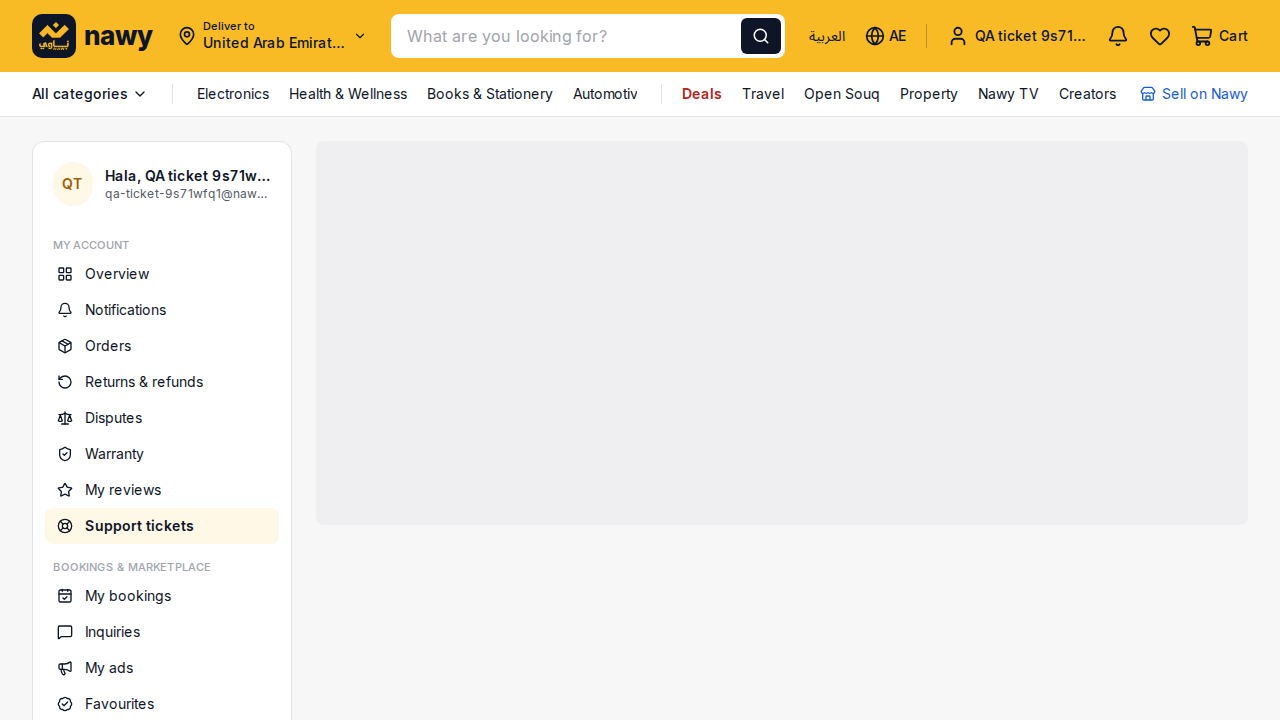 نـاوي
NAWY
nawy
Deliver to
United Arab Emirat...
What are you looking for?
العربية
AE
QA ticket 9s71...
Cart
All categories
Electronics
Health & Wellness
Books & Stationery
Automotiv
Deals
Travel
Open Souq
Property
Nawy TV
Creators
Sell on Nawy
QT
Hala, QA ticket 9s71w...
qa-ticket-9s71wfq1@naw...
MY ACCOUNT
Overview
Notifications
Orders
Returns & refunds
Disputes
Warranty
My reviews
Support tickets
BOOKINGS & MARKETPLACE
My bookings
Inquiries
My ads
Favourites